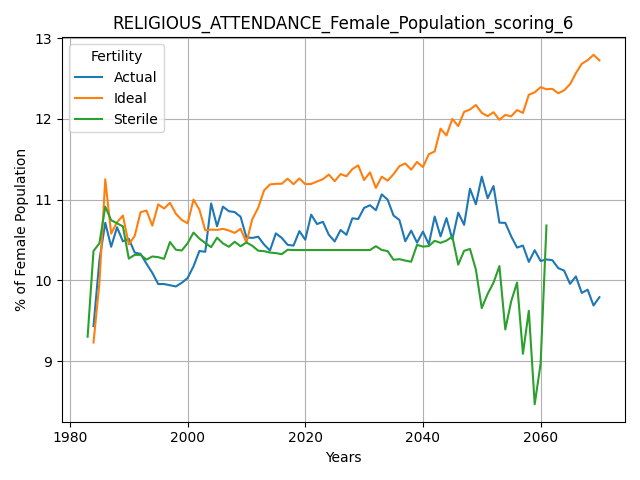 RELIGIOUS_ATTENDANCE_Female_Population_scoring_6
Fertility
Actual
Ideal
Sterile
% of Female Population
13
12
11
10
9
1980 2000 2020 2040 2060
Years